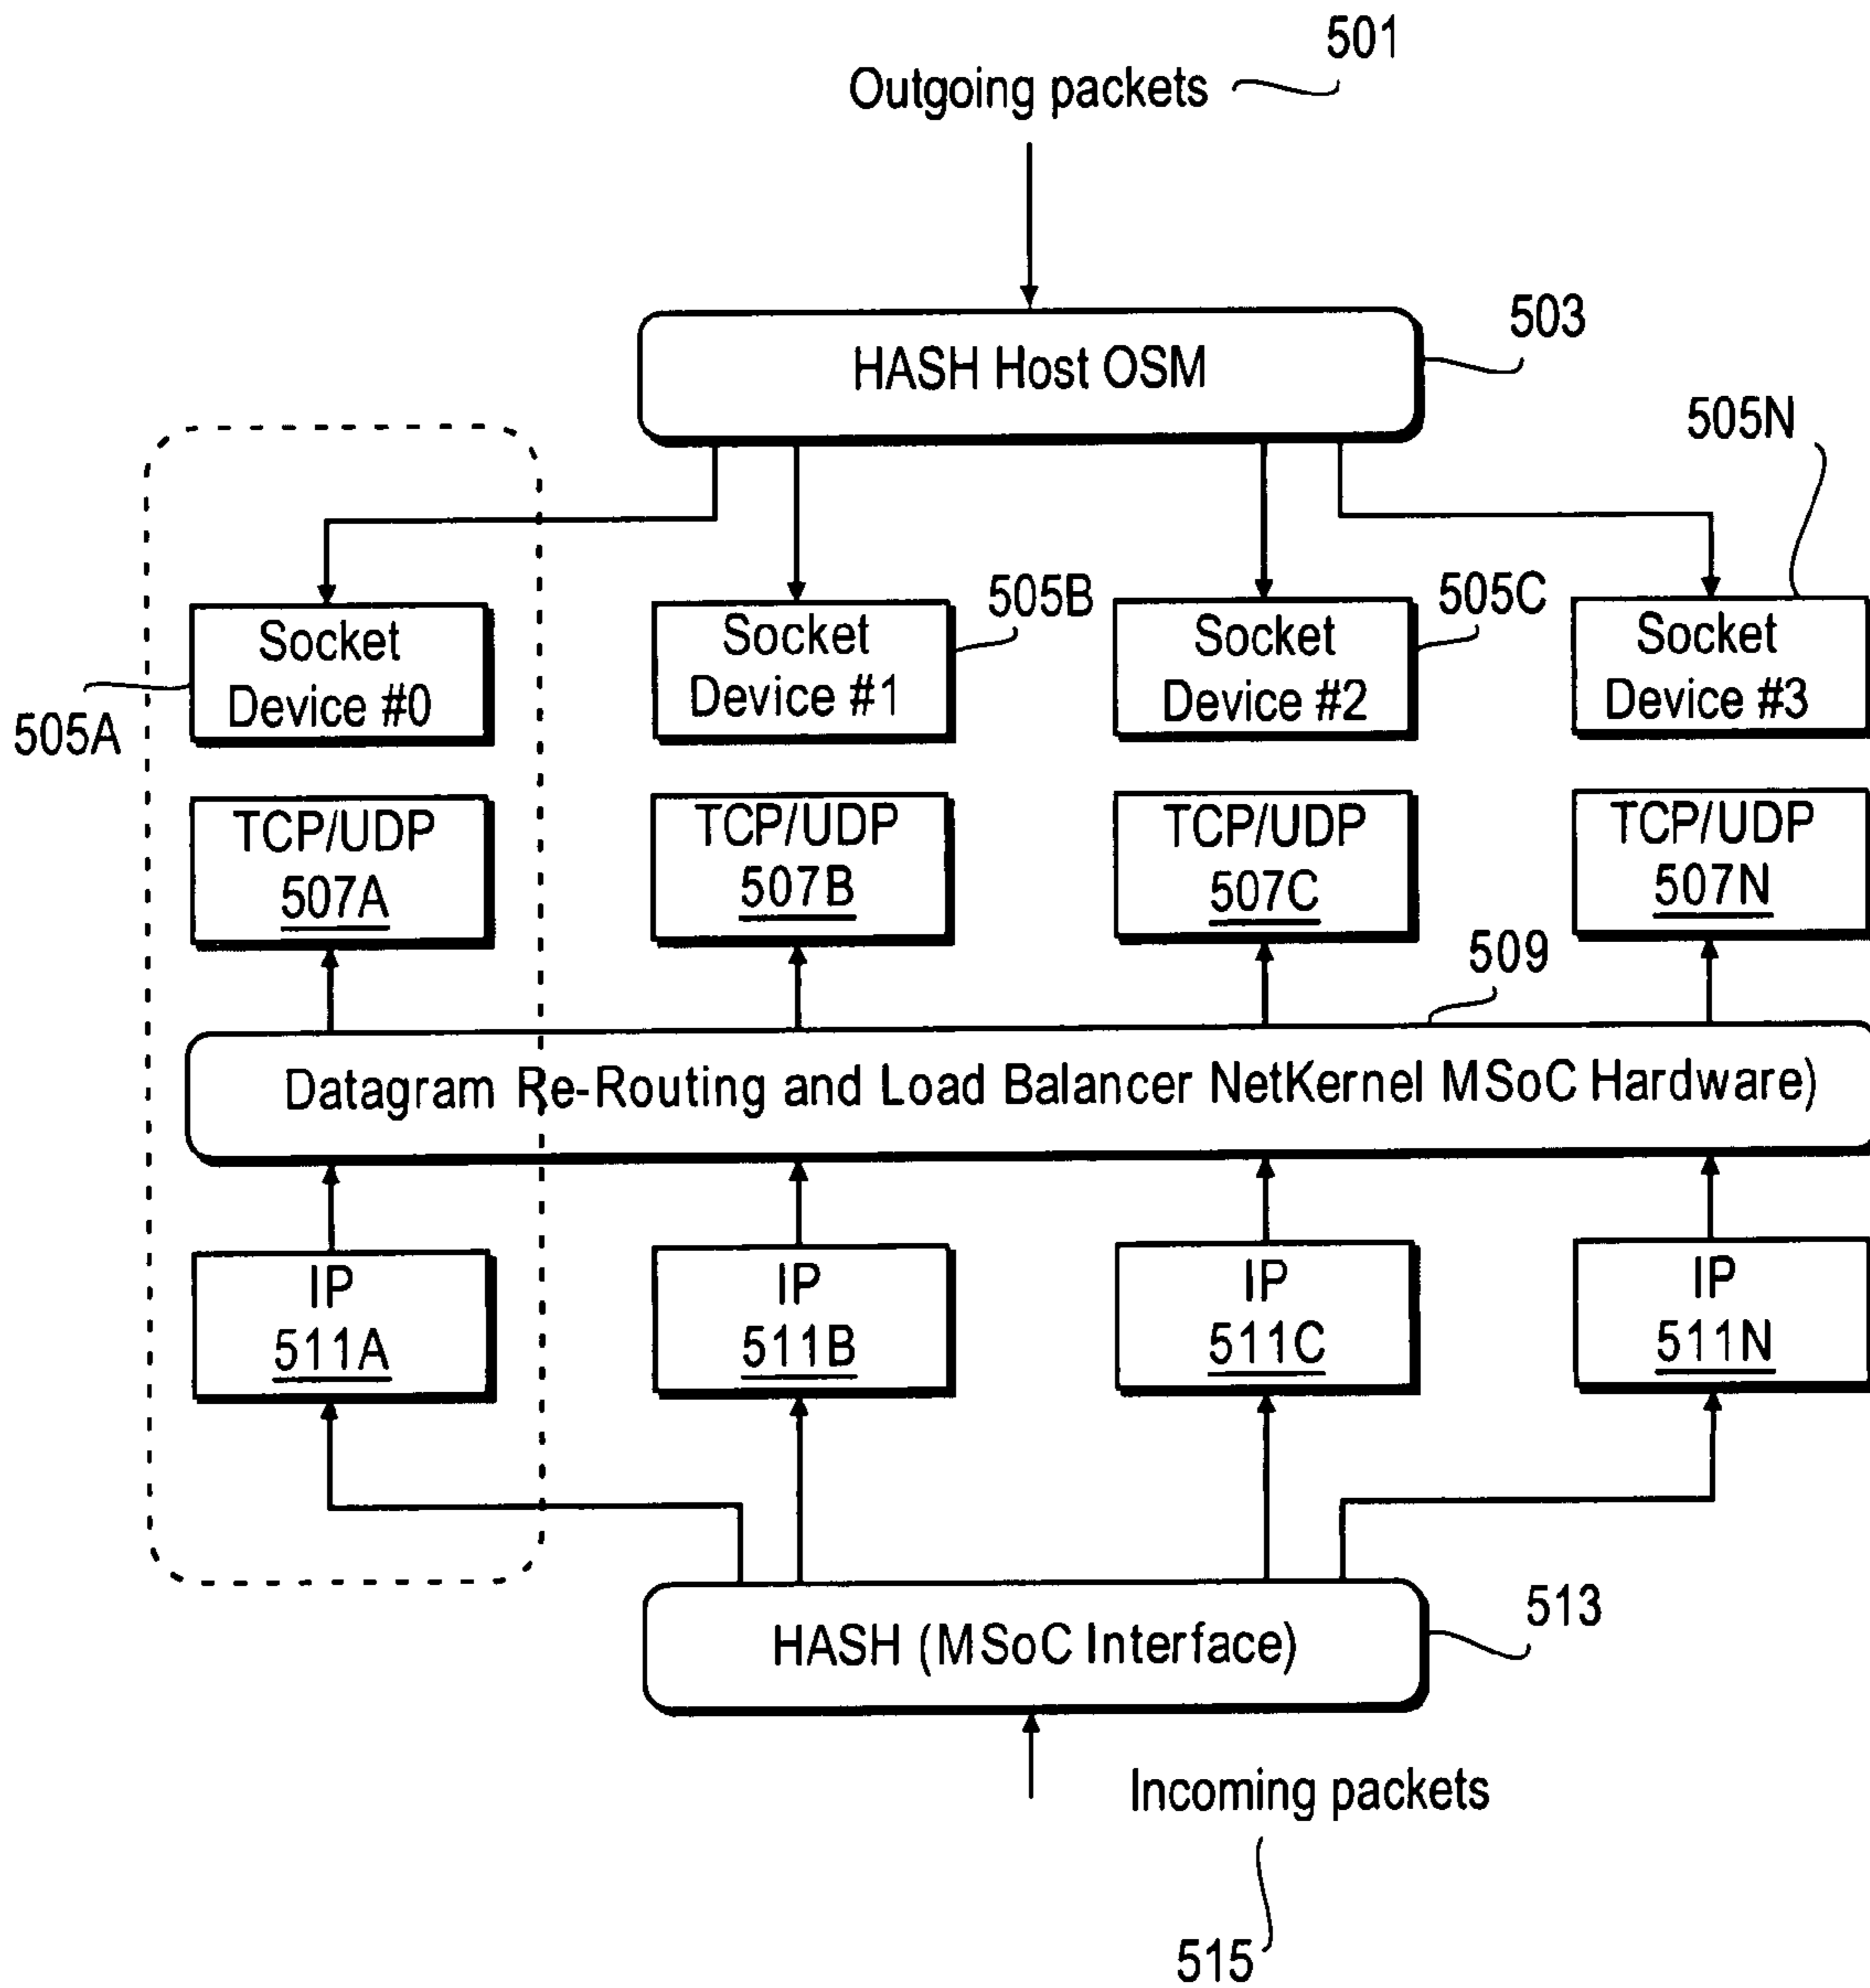 501
Outgoing packets
503
HASH Host OSM
505N
505B
505C
Socket
Device #0
Socket
Device #1
Socket
Device #2
Socket
Device #3
505A
TCP/UDP
507A
TCP/UDP
507B
TCP/UDP
507C
TCP/UDP
507N
509
Datagram Re-Routing and Load Balancer NetKernel MSoC Hardware)
IP
511A
IP
511B
IP
511C
IP
511N
513
HASH (MSoC Interface)
Incoming packets
515